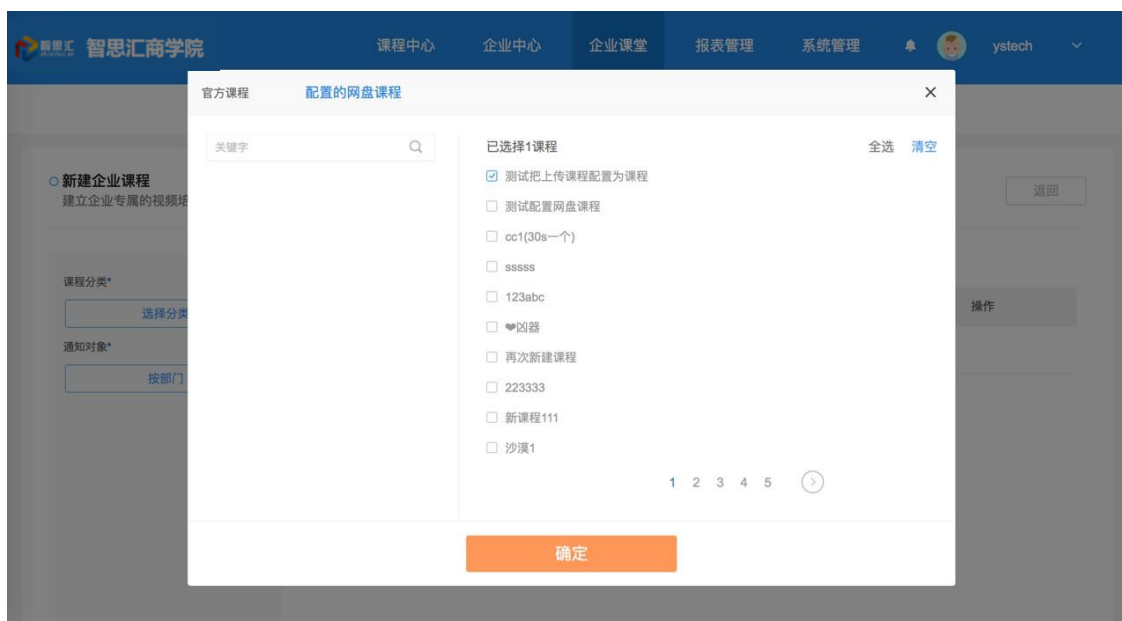 智思汇 智思汇商学院 课程中心 企业中心 企业课堂 报表管理 系统管理 ystech
官方课程 配置的网盘课程
关键字 已选择1课程 全选 清空
测试把上传课程配置为课程
新建企业课程
建立企业专属的视频培 返回
测试配置网盘课程
cc1(30s一个)
sssss
课程分类*
123abc 操作
选择分类
❤凶器
通知对象*
再次新建课程
按部门
223333
新课程111
沙漠1
1 2 3 4 5
确定